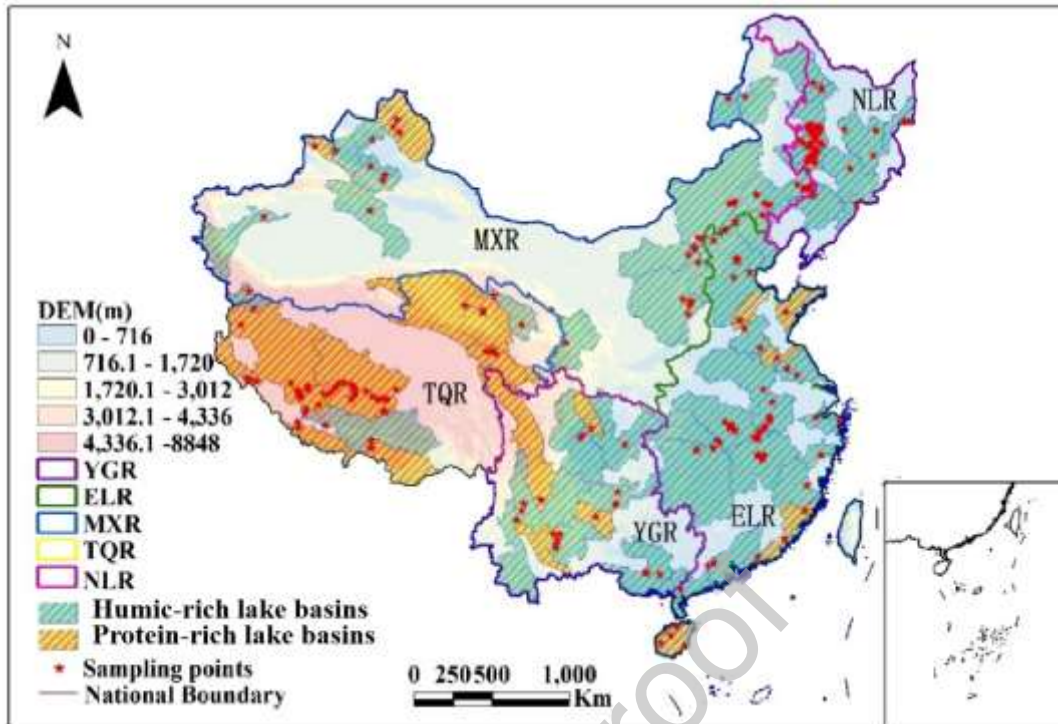 N
NLR
MXR
TQR
YGR
ELR
DEM(m)
0 - 716
716.1 - 1,720
1,720.1 - 3,012
3,012.1 - 4,336
4,336.1 -8848
YGR
ELR
MXR
TQR
NLR
Humic-rich lake basins
Protein-rich lake basins
Sampling points
National Boundary
0 250500 1,000
Km
roof